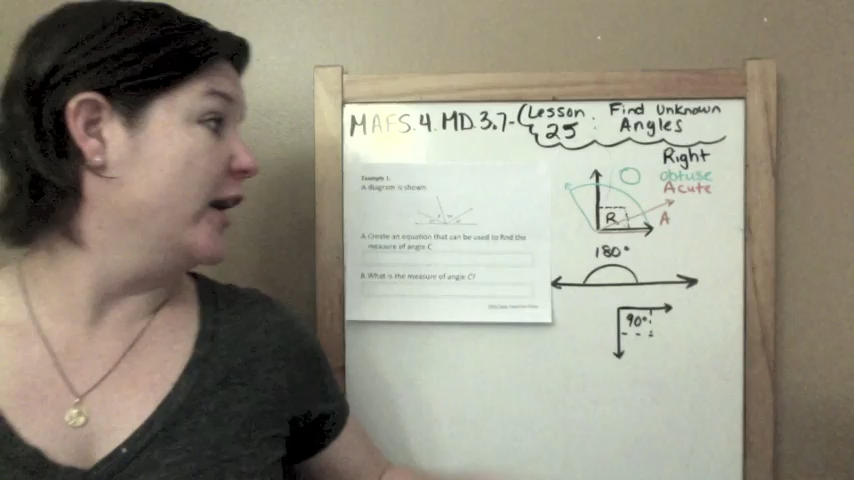 MAFS.4.MD.3.7- Lesson 25: Find Unknown Angles
Right
obtuse
Acute
O
R
A
180°
90°
Example 1:
A diagram is shown
A. Create an equation that can be used to find the
measure of angle C
B. What is the measure of angle C?